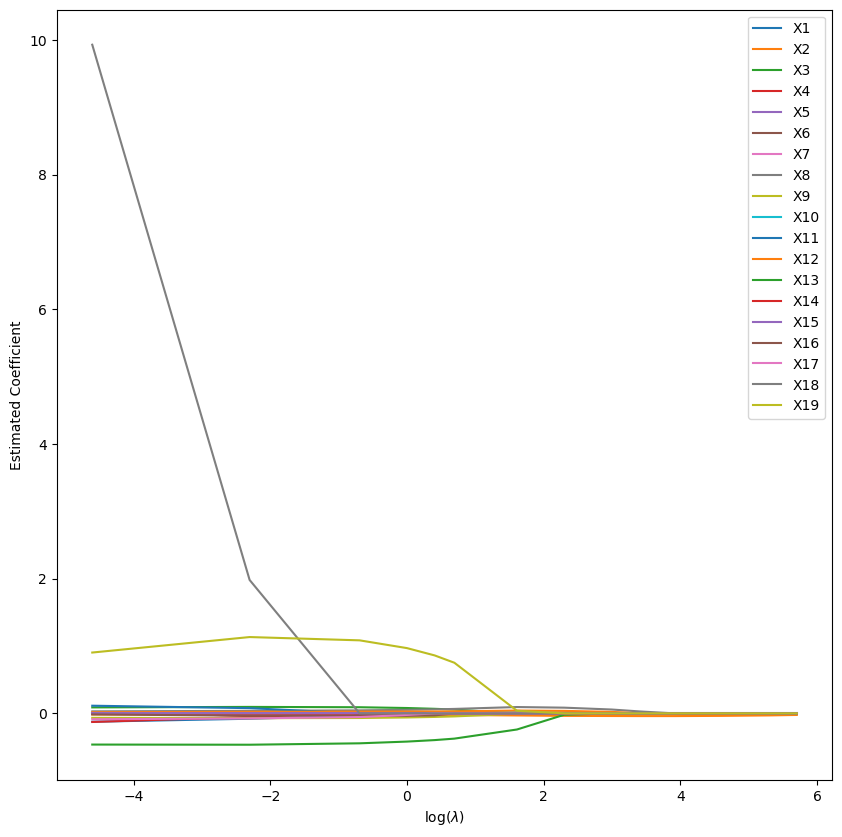 10
8
6
4
2
0
Estimated Coefficient
−4
−2
0
2
4
6
log(λ)
X1
X2
X3
X4
X5
X6
X7
X8
X9
X10
X11
X12
X13
X14
X15
X16
X17
X18
X19